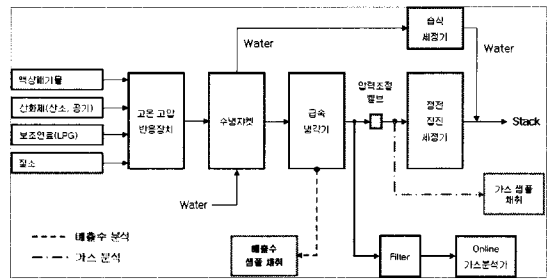 습식
세정기
Water
Water
액상폐기물
산화제(산소, 공기)
보조연료(LPG)
질소
고온 고압
반응장치
수냉자켓
급속
냉각기
압력조절
밸브
정전
집진
세정기
Stack
Water
가스 샘플
채취
배출수 분석
가스 분석
배출수
샘플 채취
Filter
Online
가스분석기